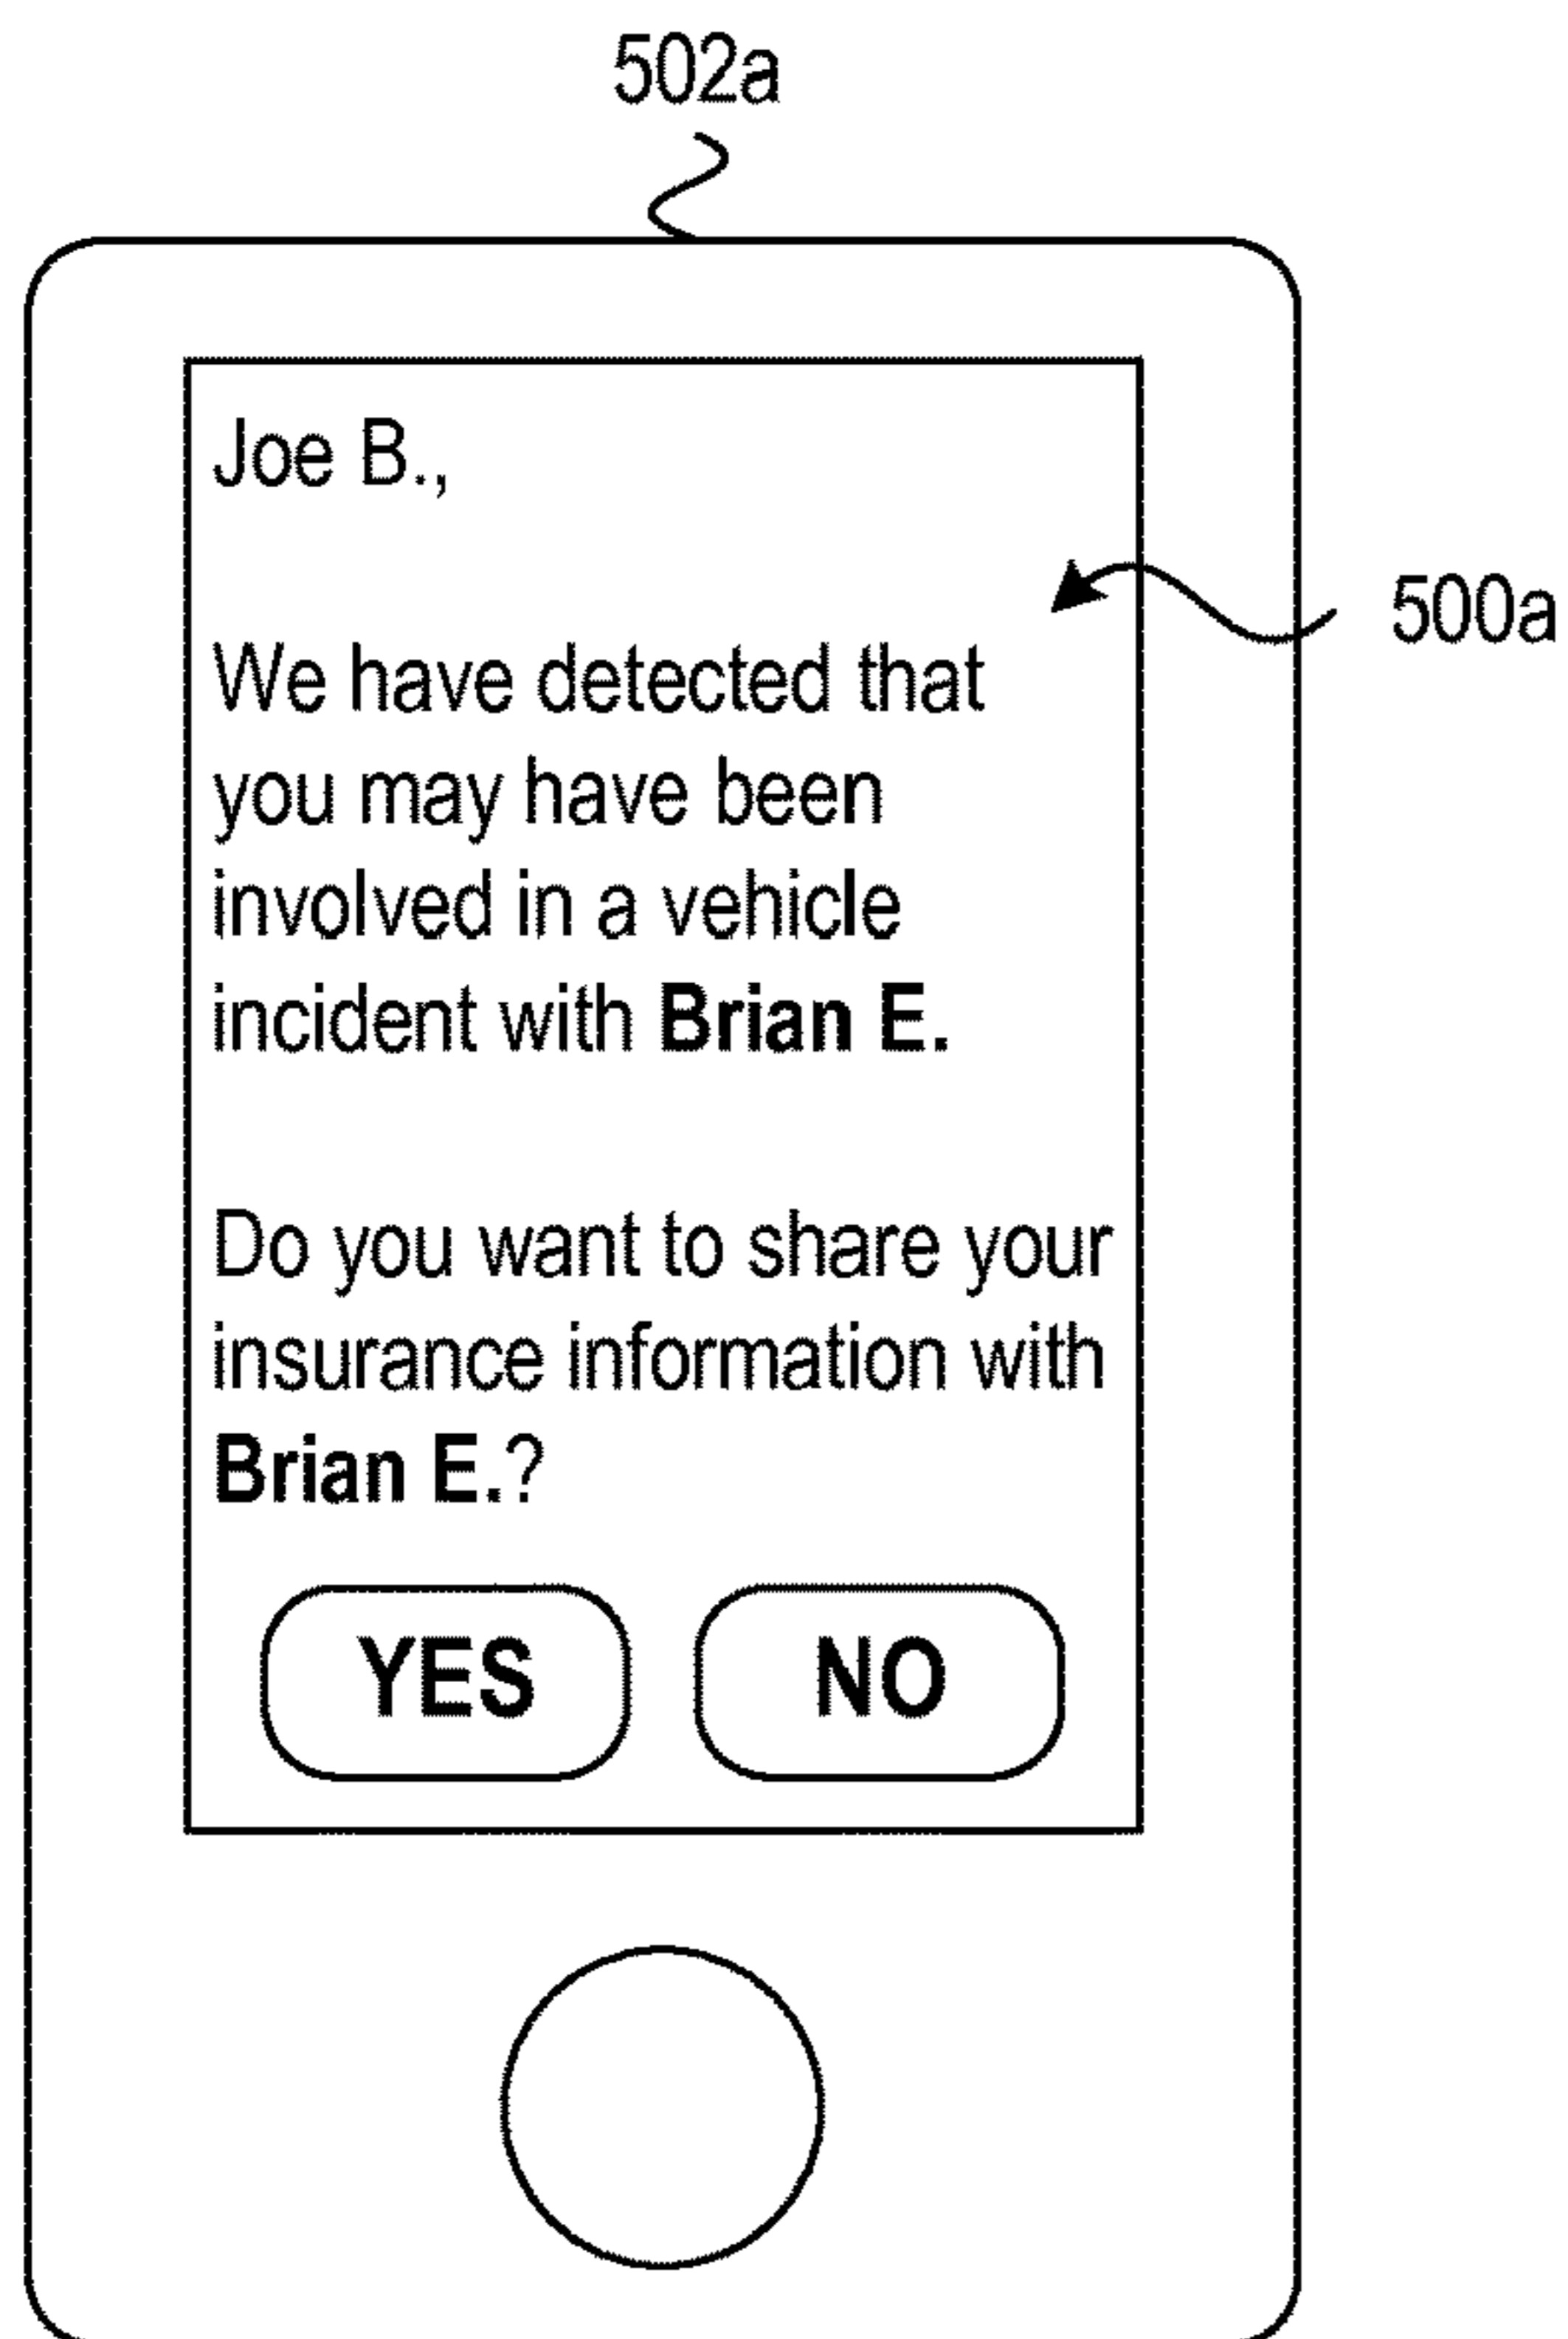 502a
Joe B.,
500a
We have detected that
you may have been
involved in a vehicle
incident with Brian E.
Do you want to share your
insurance information with
Brian E.?
YES
NO